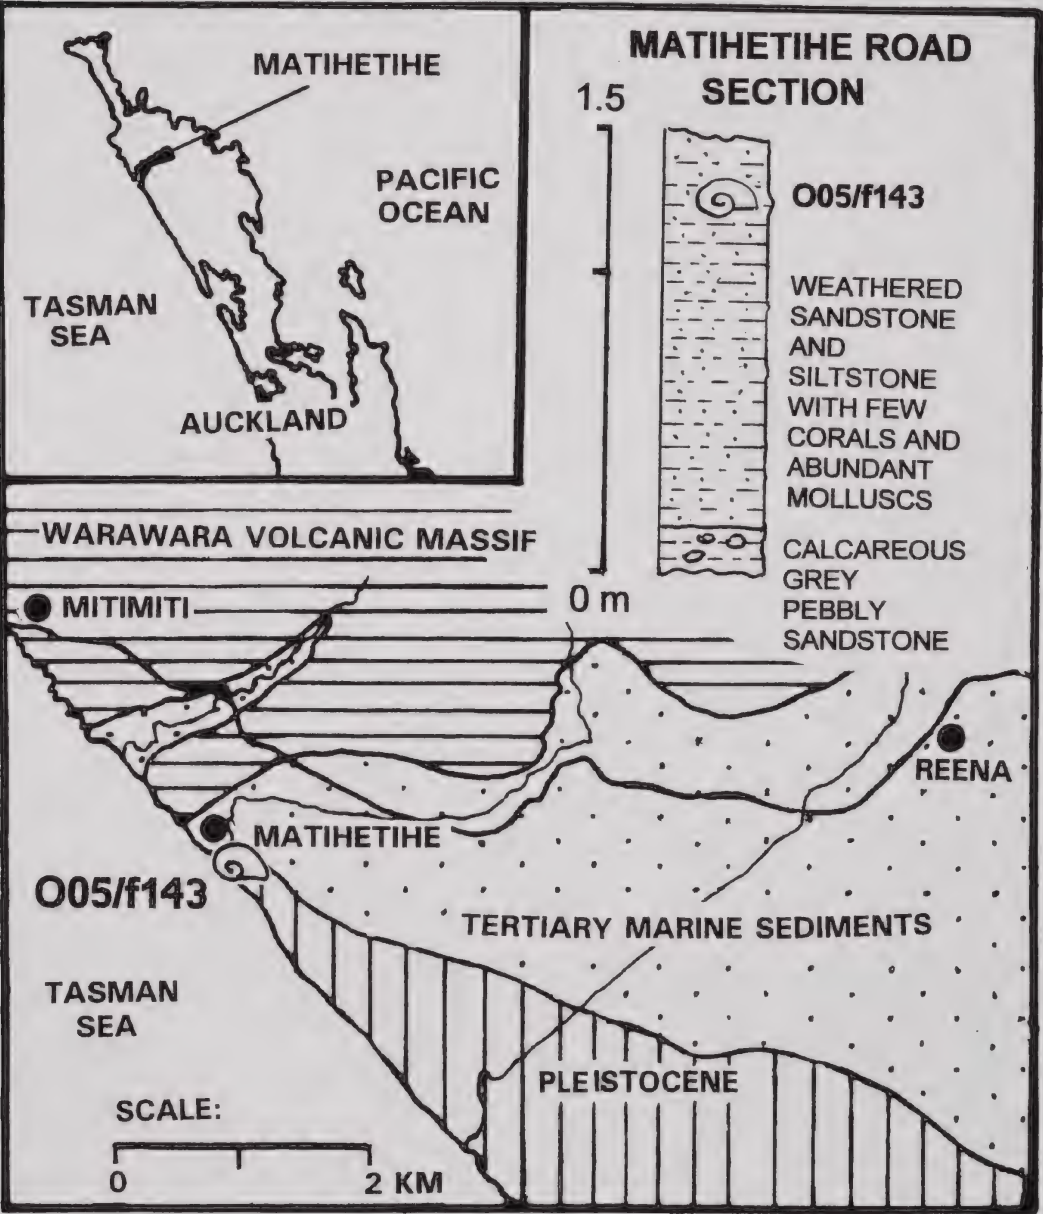 MATIHETIHE
PACIFIC
OCEAN
TASMAN
SEA
AUCKLAND
MATIHETIHE ROAD
SECTION
1.5
O05/f143
WEATHERED
SANDSTONE
AND
SILTSTONE
WITH FEW
CORALS AND
ABUNDANT
MOLLUSCS
CALCAREOUS
GREY
PEBBLY
SANDSTONE
0 m
WARAWARA VOLCANIC MASSIF
MITIMITI
REENA
MATIHETIHE
O05/f143
TERTIARY MARINE SEDIMENTS
TASMAN
SEA
PLEISTOCENE
SCALE:
0 2 KM